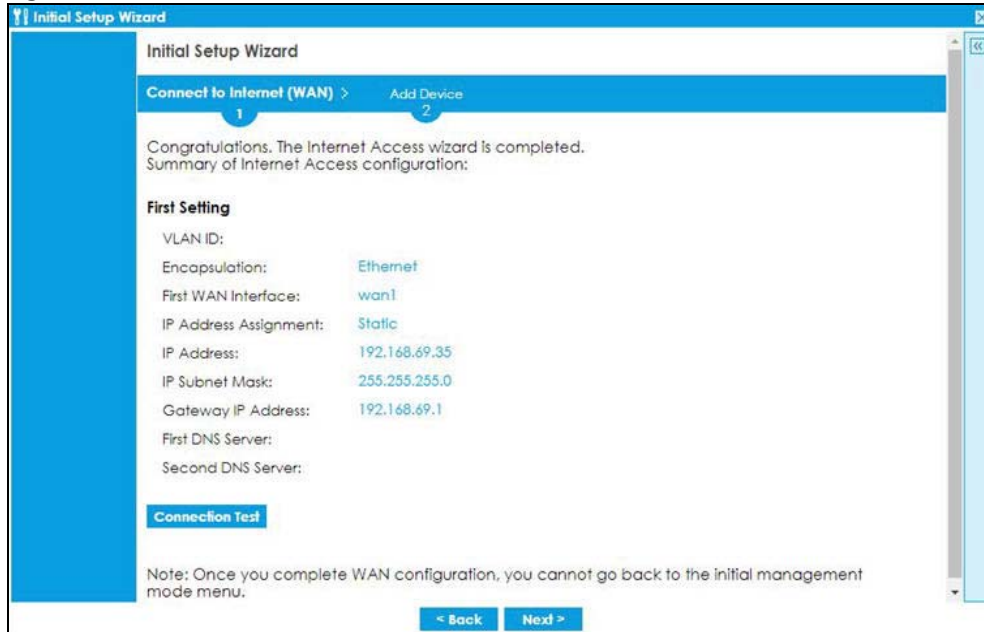 Initial Setup Wizard
Initial Setup Wizard
Connect to Internet (WAN) > Add Device
1 2
Congratulations. The Internet Access wizard is completed.
Summary of Internet Access configuration:
First Setting
VLAN ID:
Encapsulation: Ethernet
First WAN Interface: wan1
IP Address Assignment: Static
IP Address: 192.168.69.35
IP Subnet Mask: 255.255.255.0
Gateway IP Address: 192.168.69.1
First DNS Server:
Second DNS Server:
Connection Test
Note: Once you complete WAN configuration, you cannot go back to the initial management
mode menu.
< Back Next >